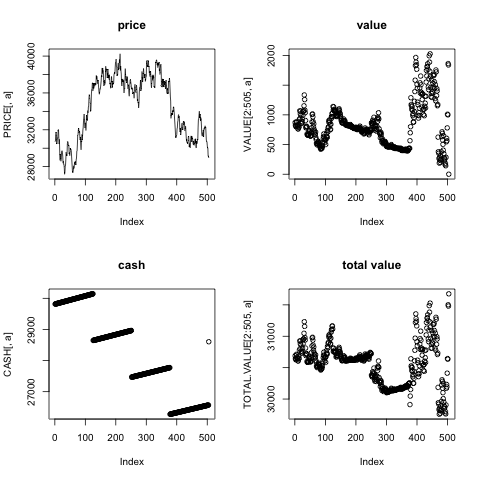 price
PRICE[, a]
28000 32000 36000 40000
0 100 200 300 400 500
Index
value
VALUE[2:505, a]
0 500 1000 2000
0 100 200 300 400 500
Index
cash
CASH[, a]
27000 29000
0 100 200 300 400 500
Index
total value
TOTAL.VALUE[2:505, a]
30000 31000
0 100 200 300 400 500
Index